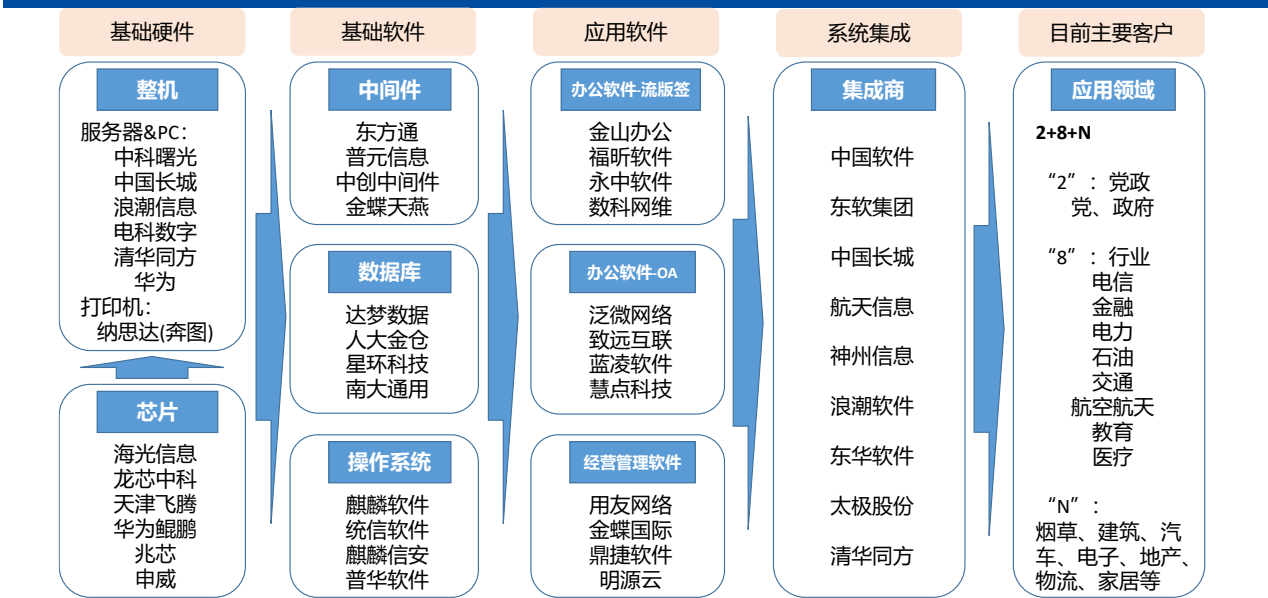 基础硬件
整机
服务器&PC：
中科曙光
中国长城
浪潮信息
电科数字
清华同方
华为
打印机：
纳思达(奔图)
芯片
海光信息
龙芯中科
天津飞腾
华为鲲鹏
兆芯
申威
基础软件
中间件
东方通
普元信息
中创中间件
金蝶天燕
数据库
达梦数据
人大金仓
星环科技
南大通用
操作系统
麒麟软件
统信软件
麒麟信安
普华软件
应用软件
办公软件-流版签
金山办公
福昕软件
永中软件
数科网维
办公软件-OA
泛微网络
致远互联
蓝凌软件
慧点科技
经营管理软件
用友网络
金蝶国际
鼎捷软件
明源云
系统集成
集成商
中国软件
东软集团
中国长城
航天信息
神州信息
浪潮软件
东华软件
太极股份
清华同方
目前主要客户
应用领域
2+8+N
“2”：党政
党、政府
“8”：行业
电信
金融
电力
石油
交通
航空航天
教育
医疗
“N”：
烟草、建筑、汽
车、电子、地产、
物流、家居等